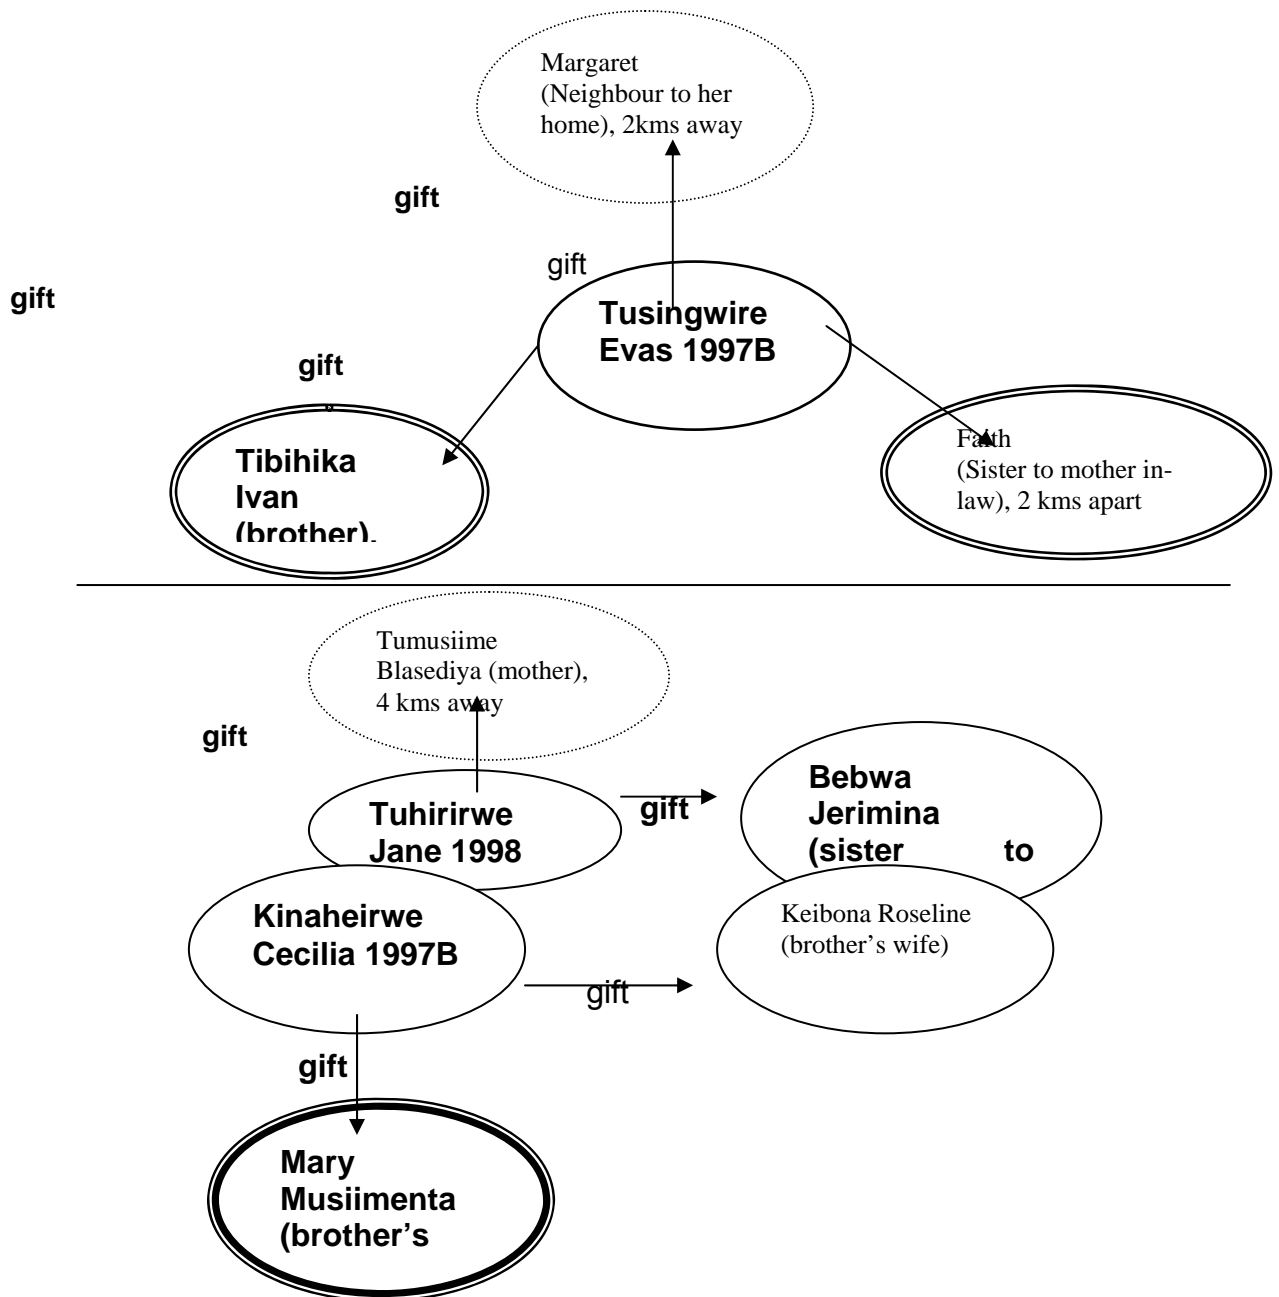 Margaret
(Neighbour to her
home), 2kms away
gift
gift
gift
Tusingwire
Evas 1997B
gift
Tibihika
Ivan
(brother).
Faith
(Sister to mother in-
law), 2 kms apart
Tumusiime
Blasediya (mother),
4 kms away
gift
Tuhirirwe
Jane 1998
gift
Bebwa
Jerimina
(sister to
Kinaheirwe
Cecilia 1997B
Keibona Roseline
(brother's wife)
gift
gift
Mary
Musiimenta
(brother's